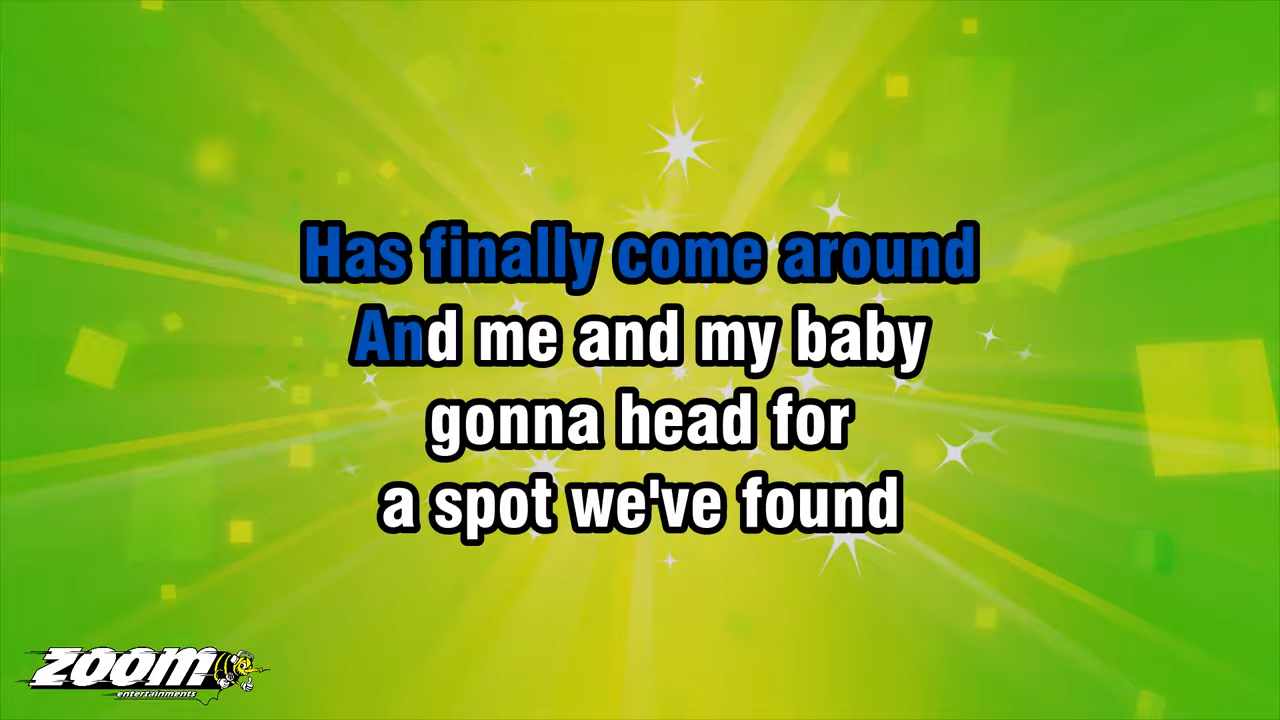 Has finally come around
And me and my baby
gonna head for
a spot we've found
ZOOM
entertainments